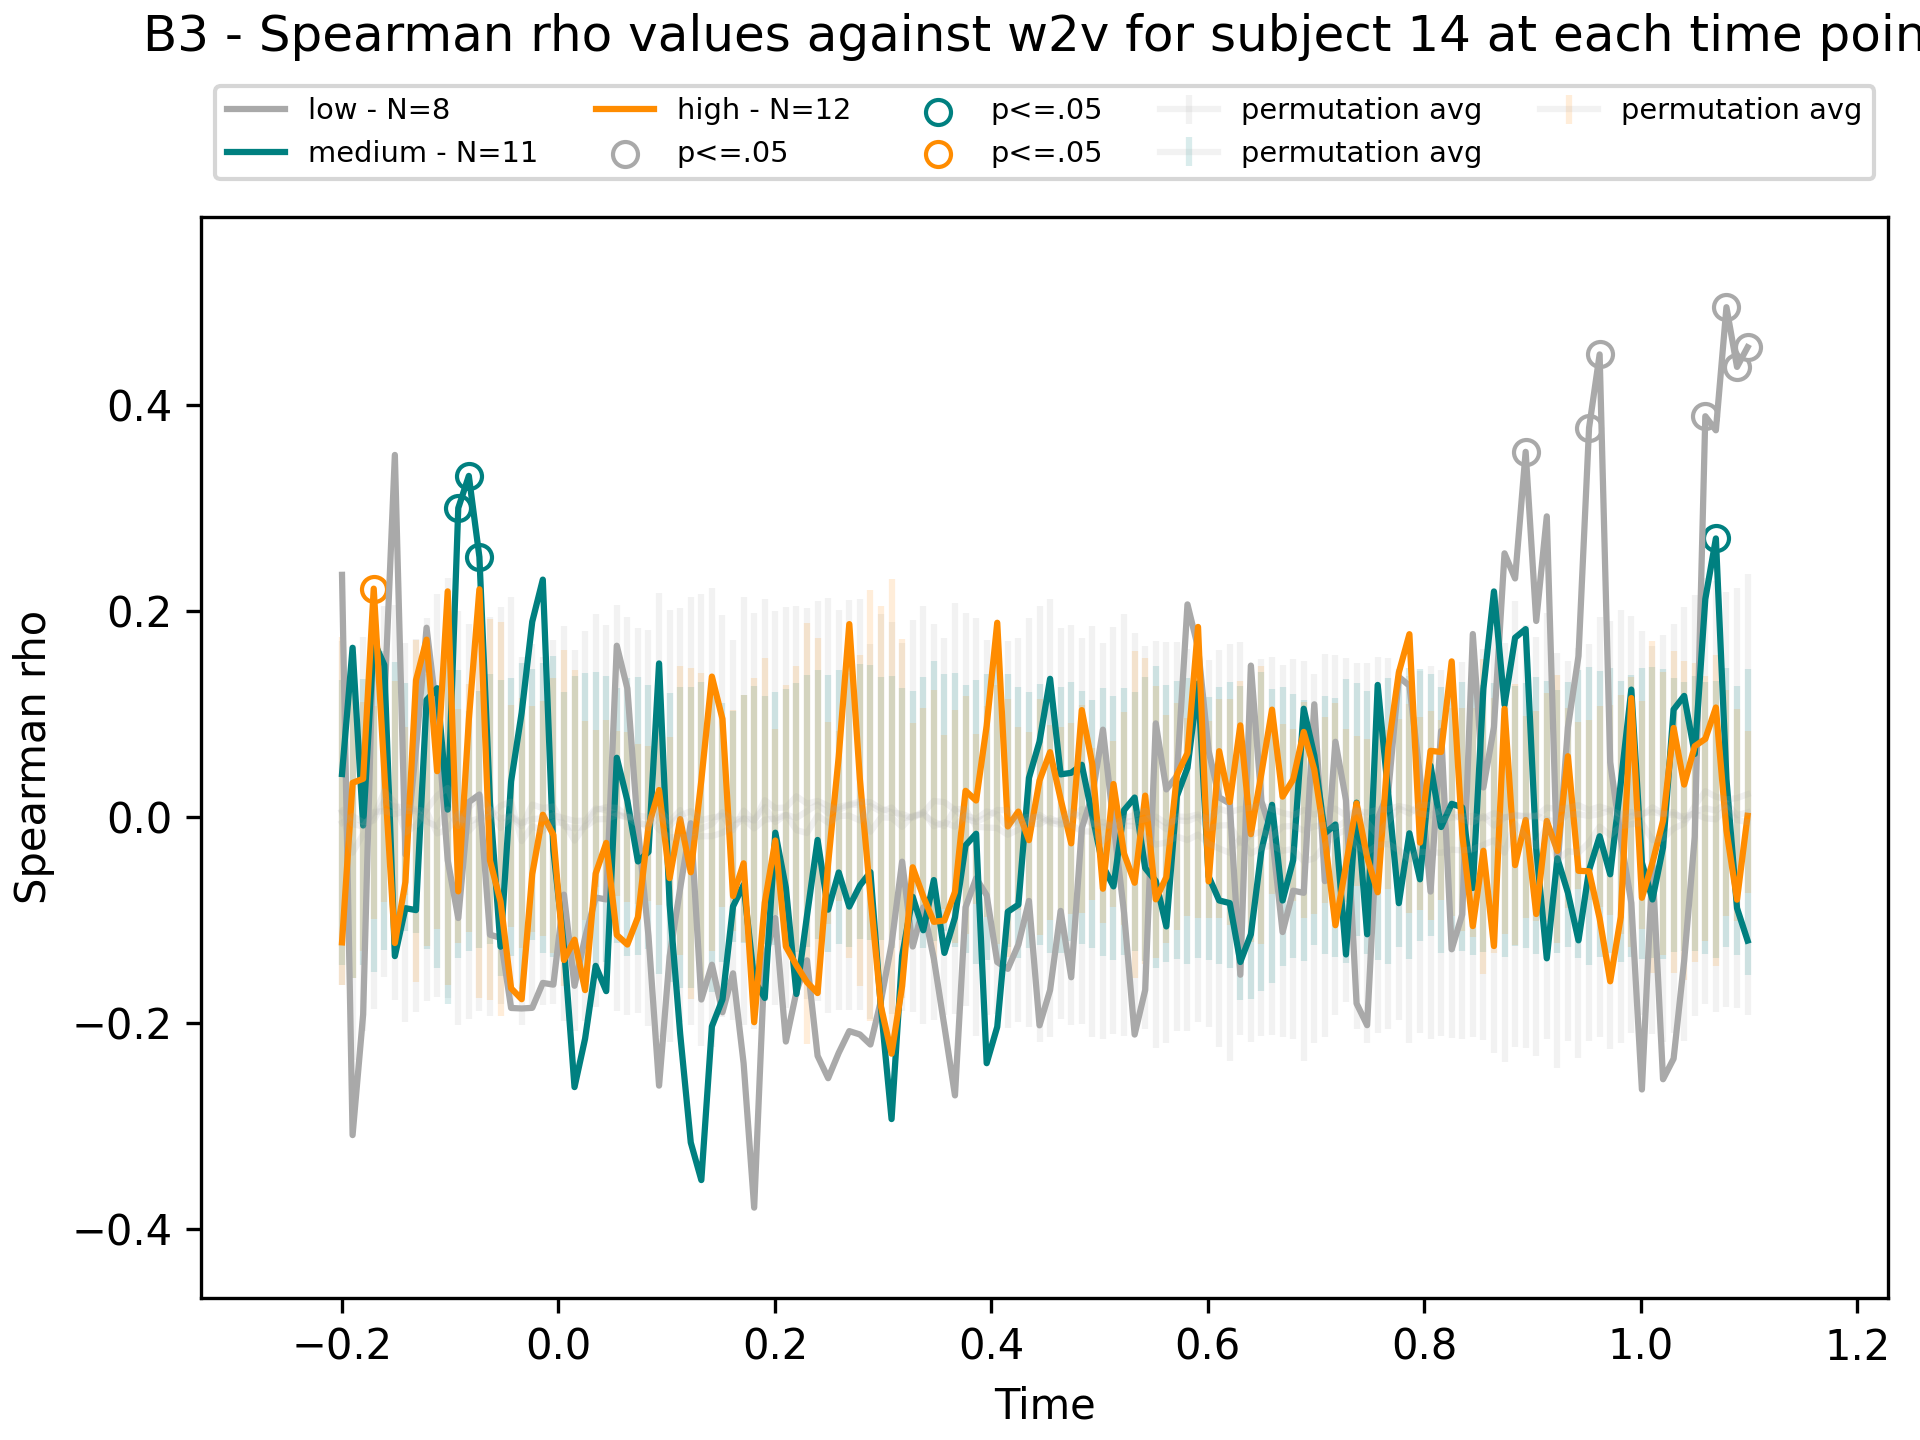 B3 - Spearman rho values against w2v for subject 14 at each time poin
low - N=8
medium - N=11
high - N=12
p<=.05
p<=.05
p<=.05
permutation avg
permutation avg
permutation avg
Spearman rho
0.4
0.2
0.0
−0.2
−0.4
−0.2 0.0 0.2 0.4 0.6 0.8 1.0 1.2
Time